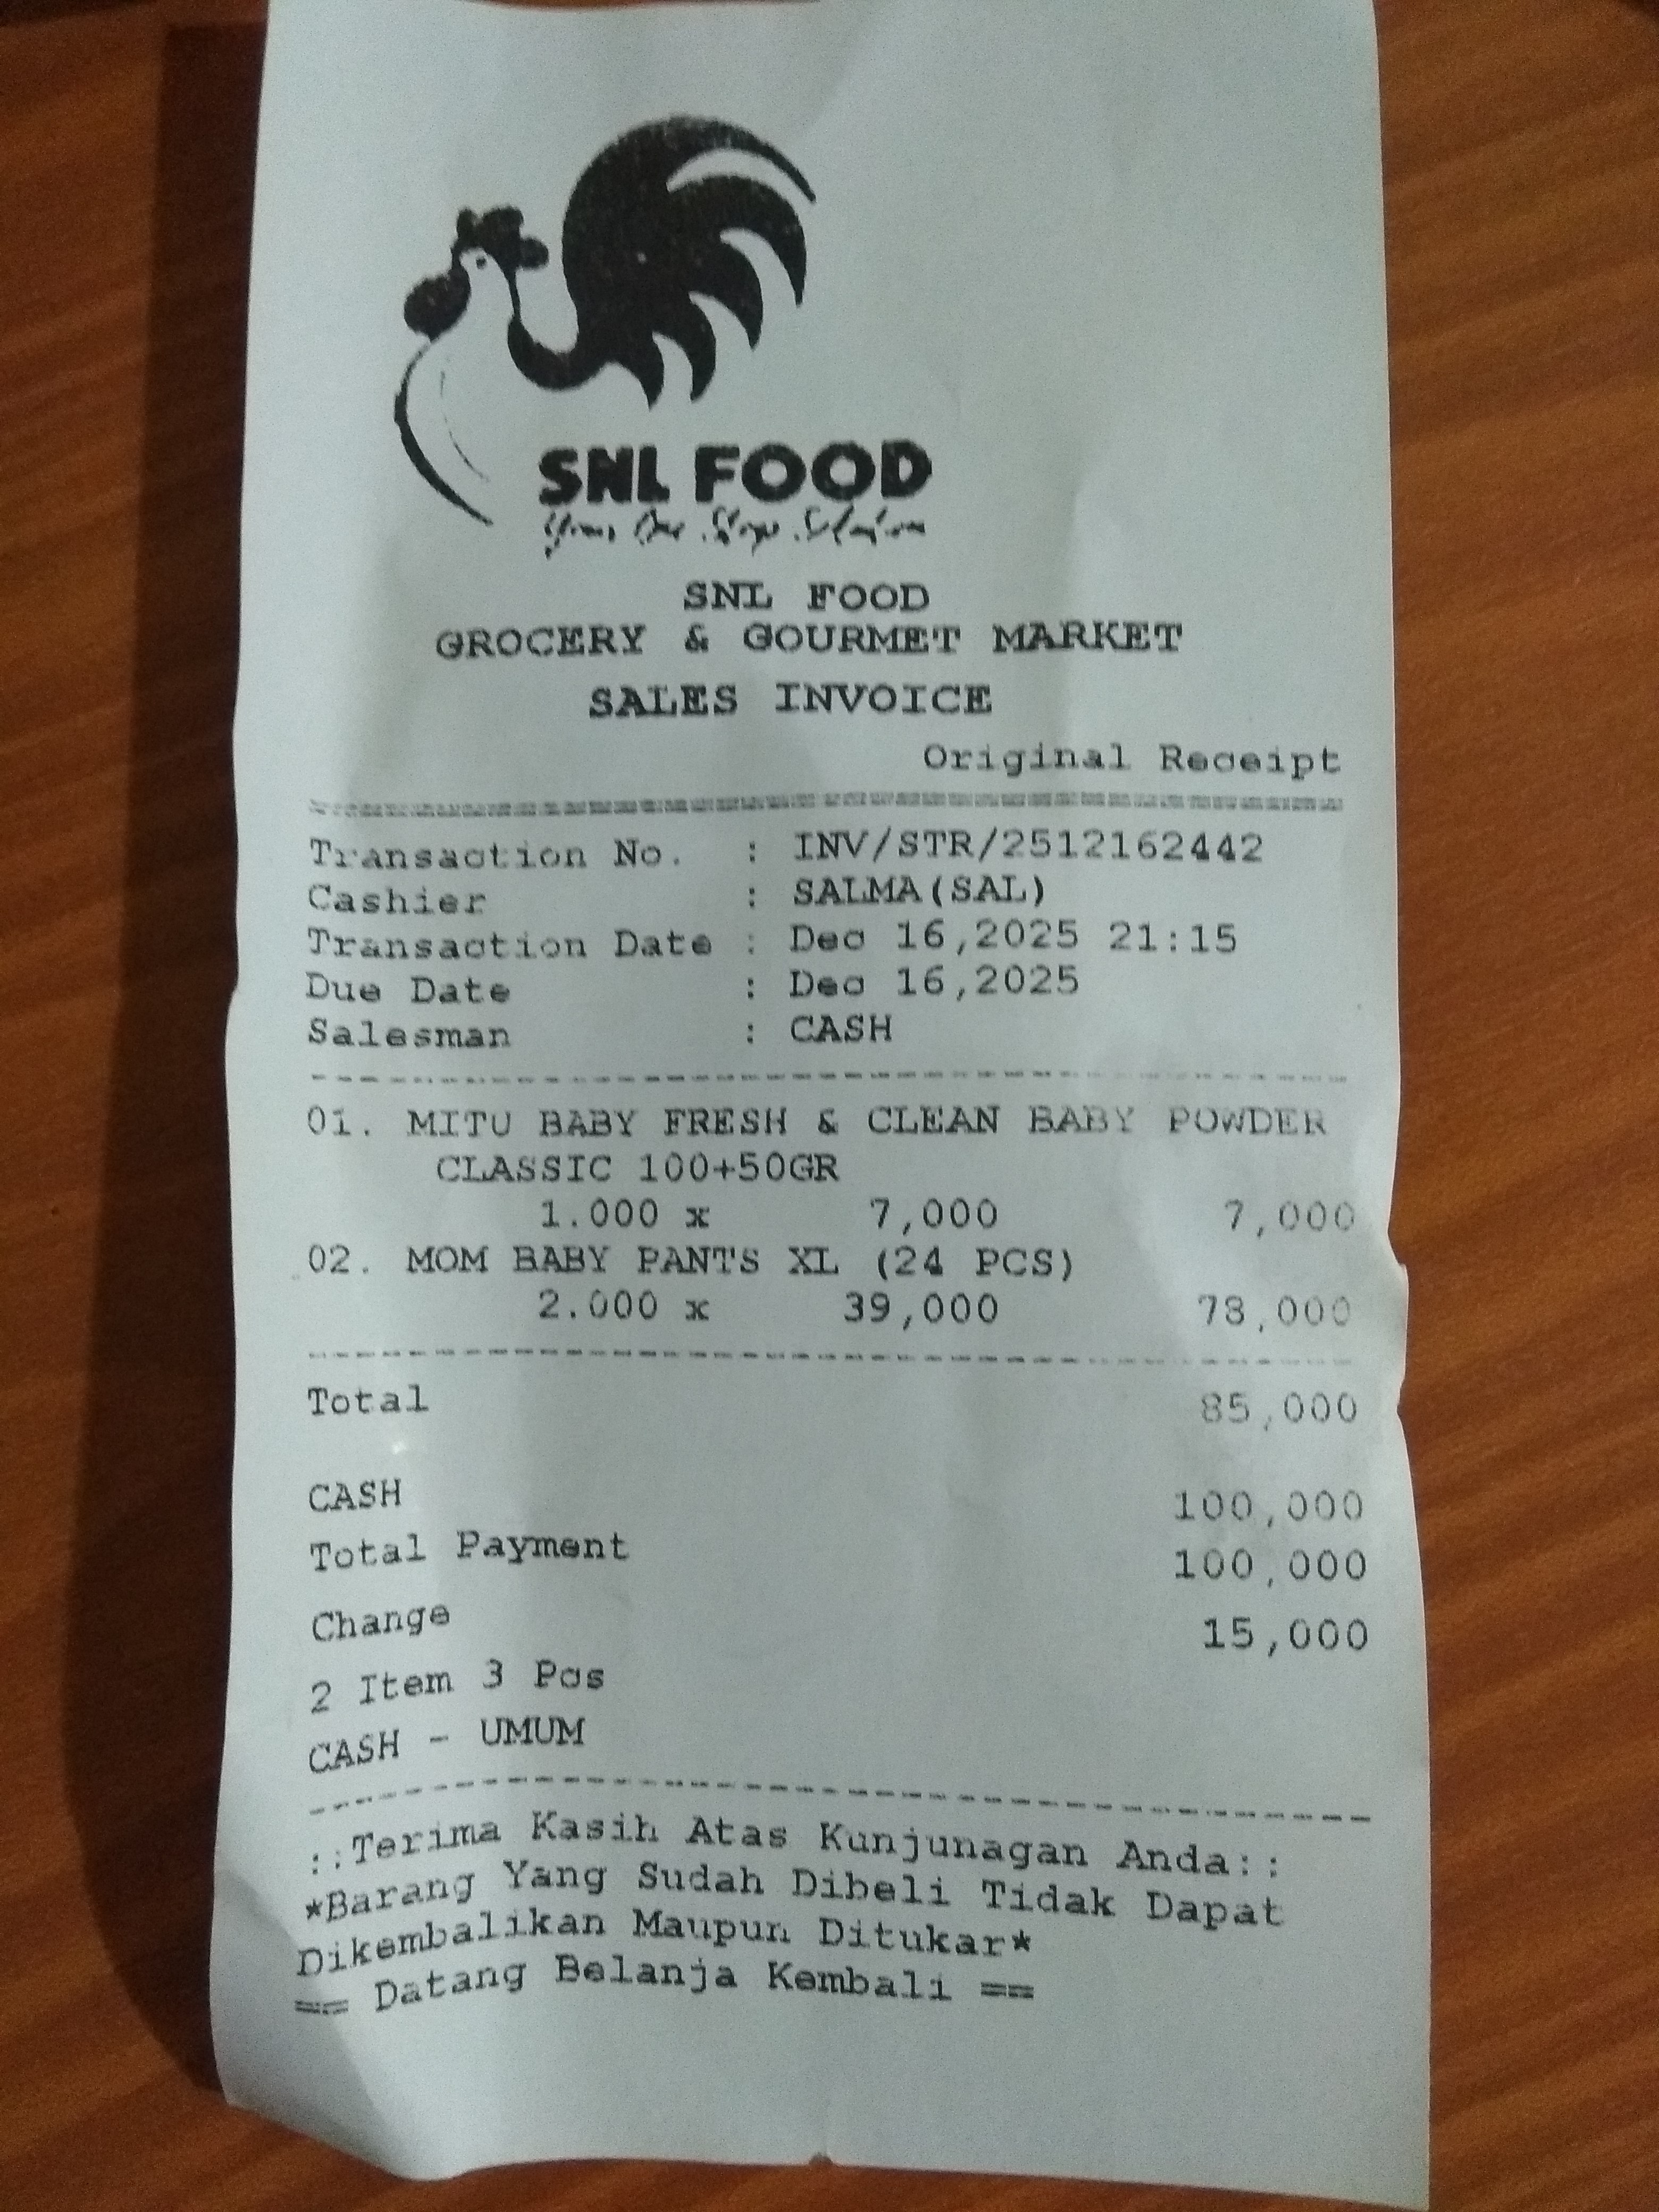 SNL FOOD
Your One Stop Solution
SNL FOOD
GROCERY & GOURMET MARKET
SALES INVOICE
Original Receipt
Transaction No. : INV/STR/2512162442
Cashier : SALMA(SAL)
Transaction Date : Dec 16,2025 21:15
Due Date : Dec 16,2025
Salesman : CASH
01. MITU BABY FRESH & CLEAN BABY POWDER
CLASSIC 100+50GR
1.000 x 7,000 7,000
02. MOM BABY PANTS XL (24 PCS)
2.000 x 39,000 78,000
Total 85,000
CASH 100,000
Total Payment 100,000
Change 15,000
2 Item 3 Pcs
CASH - UMUM
::Terima Kasih Atas Kunjunagan Anda::
*Barang Yang Sudah Dibeli Tidak Dapat
Dikembalikan Maupun Ditukar*
== Datang Belanja Kembali ==